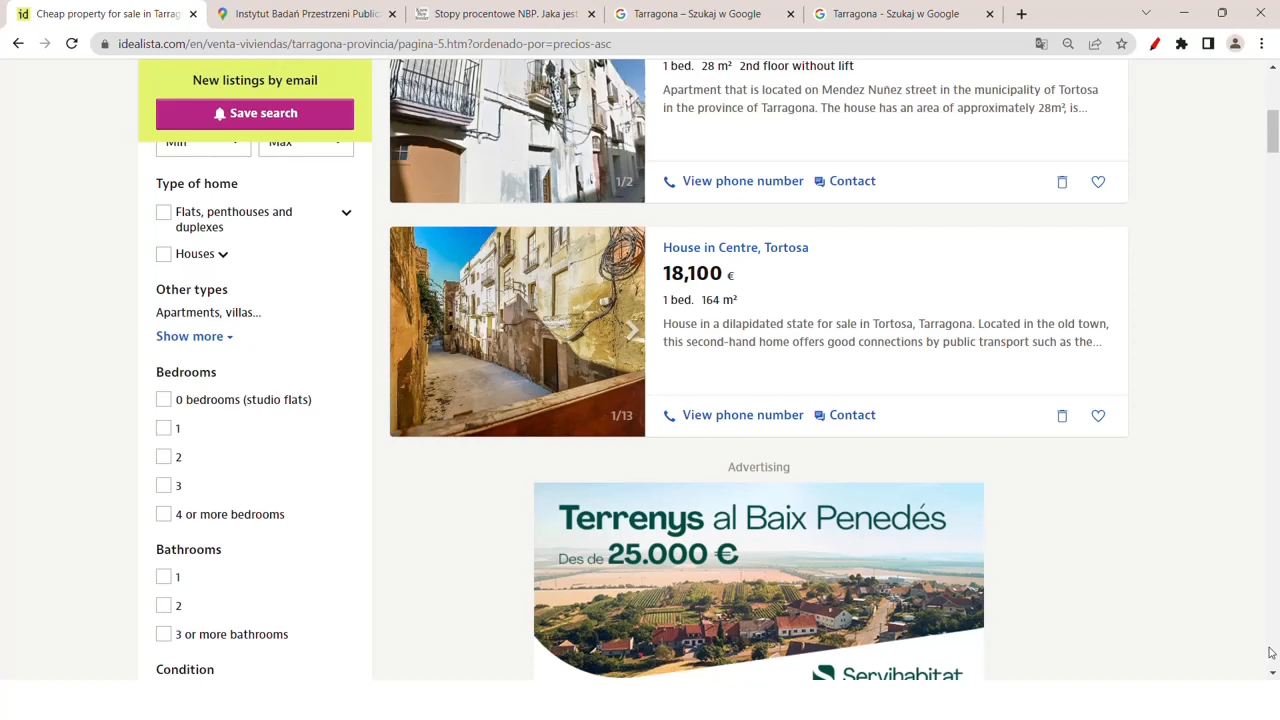 Cheap property for sale in Tarrag
Instytut Badań Przestrzeni Public
Stopy procentowe NBP. Jaka jest
Tarragona – Szukaj w Google
Tarragona - Szukaj w Google
idealista.com/en/venta-viviendas/tarragona-provincia/pagina-5.htm?ordenado-por=precios-asc
New listings by email
Save search
Min
Max
Type of home
Flats, penthouses and
duplexes
Houses
Other types
Apartments, villas...
Show more
Bedrooms
0 bedrooms (studio flats)
1
2
3
4 or more bedrooms
Bathrooms
1
2
3 or more bathrooms
Condition
1 bed. 28 m² 2nd floor without lift
Apartment that is located on Mendez Nuñez street in the municipality of Tortosa
in the province of Tarragona. The house has an area of approximately 28m², is...
1/2
View phone number
Contact
House in Centre, Tortosa
18,100 €
1 bed. 164 m²
House in a dilapidated state for sale in Tortosa, Tarragona. Located in the old town,
this second-hand home offers good connections by public transport such as the...
1/13
View phone number
Contact
Advertising
Terrenys al Baix Penedés
Des de 25.000 €
Servihabitat